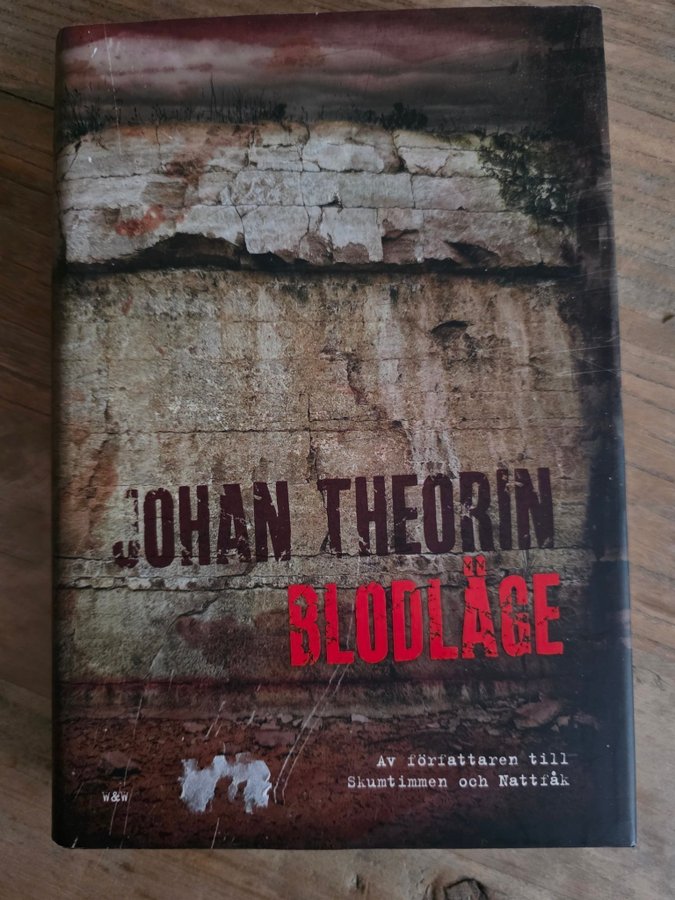 JOHAN THEORIN
BLODLÄGE
Av författaren till
Skumtimmen och Nattfåk
W&W